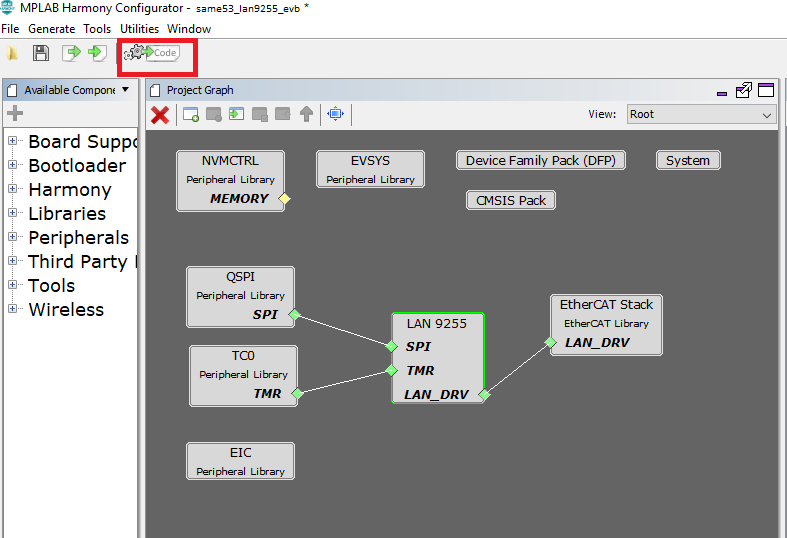 MPLAB Harmony Configurator - same53_lan9255_evb *
File Generate Tools Utilities Window
Code
Available Compone
Project Graph
View: Root
Board Suppo
Bootloader
Harmony
Libraries
Peripherals
Third Party
Tools
Wireless
NVMCTRL
Peripheral Library
MEMORY
EVSYS
Peripheral Library
Device Family Pack (DFP)
System
CMSIS Pack
QSPI
Peripheral Library
SPI
TC0
Peripheral Library
TMR
LAN 9255
SPI
TMR
LAN_DRV
EtherCAT Stack
EtherCAT Library
LAN_DRV
EIC
Peripheral Library